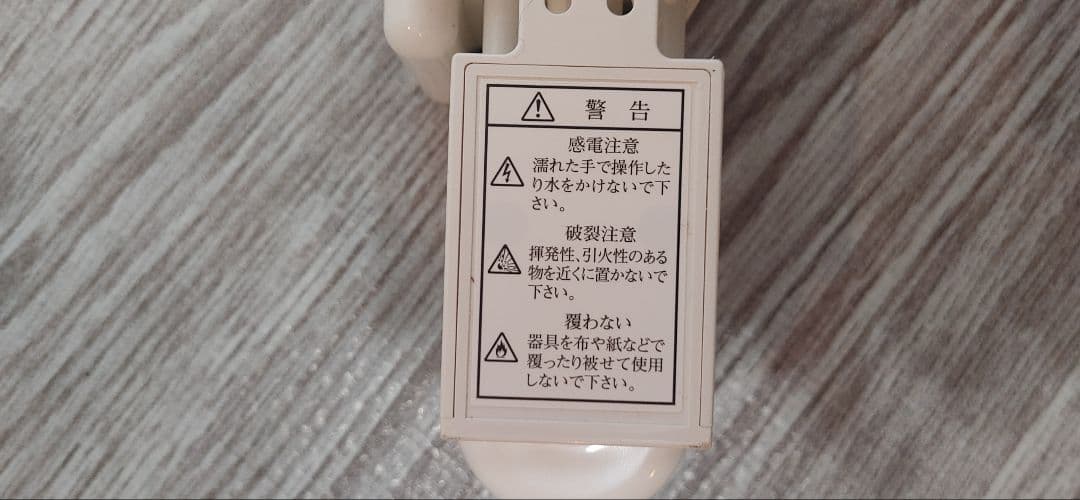 警 告
感電注意
濡れた手で操作した
り水をかけないで下
さい。
破裂注意
揮発性、引火性のある
物を近くに置かないで
下さい。
覆わない
器具を布や紙などで
覆ったり被せて使用
しないで下さい。